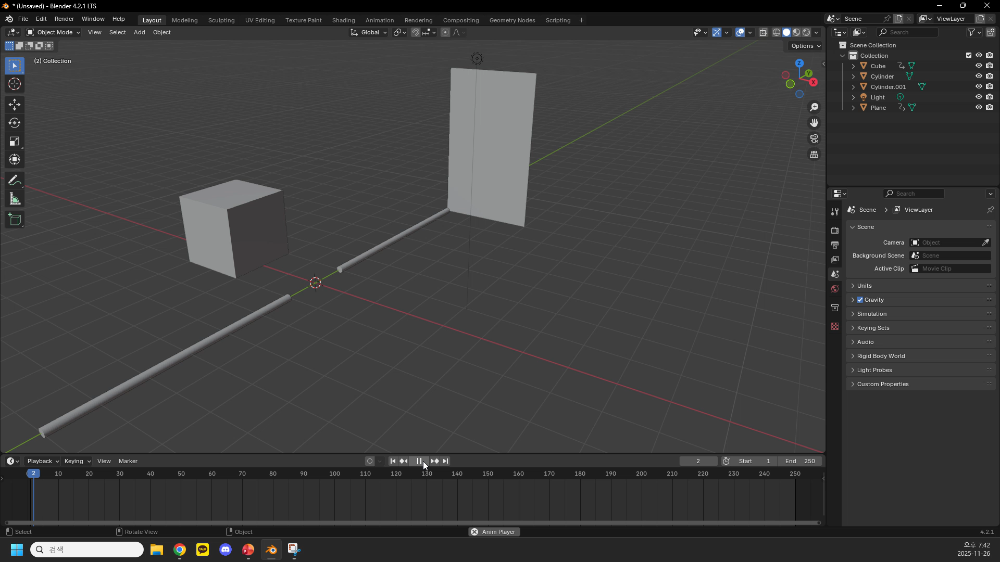 * (Unsaved) - Blender 4.2.1 LTS
File Edit Render Window Help Layout Modeling Sculpting UV Editing Texture Paint Shading Animation Rendering Compositing Geometry Nodes Scripting + Scene ViewLayer
Object Mode View Select Add Object Global Search
Options
(2) Collection
Z
Y
X
Scene Collection
Collection
Cube
Cylinder
Cylinder.001
Light
Plane
Search
Scene > ViewLayer
Scene
Camera Object
Background Scene Scene
Active Clip Movie Clip
Units
Gravity
Simulation
Keying Sets
Audio
Rigid Body World
Light Probes
Custom Properties
Playback Keying View Marker 2 Start 1 End 250
2 10 20 30 40 50 60 70 80 90 100 110 120 130 140 150 160 170 180 190 200 210 220 230 240 250
Select Rotate View Object Anim Player 4.2.1
검색
TALK
P
오후 7:42
2025-11-26